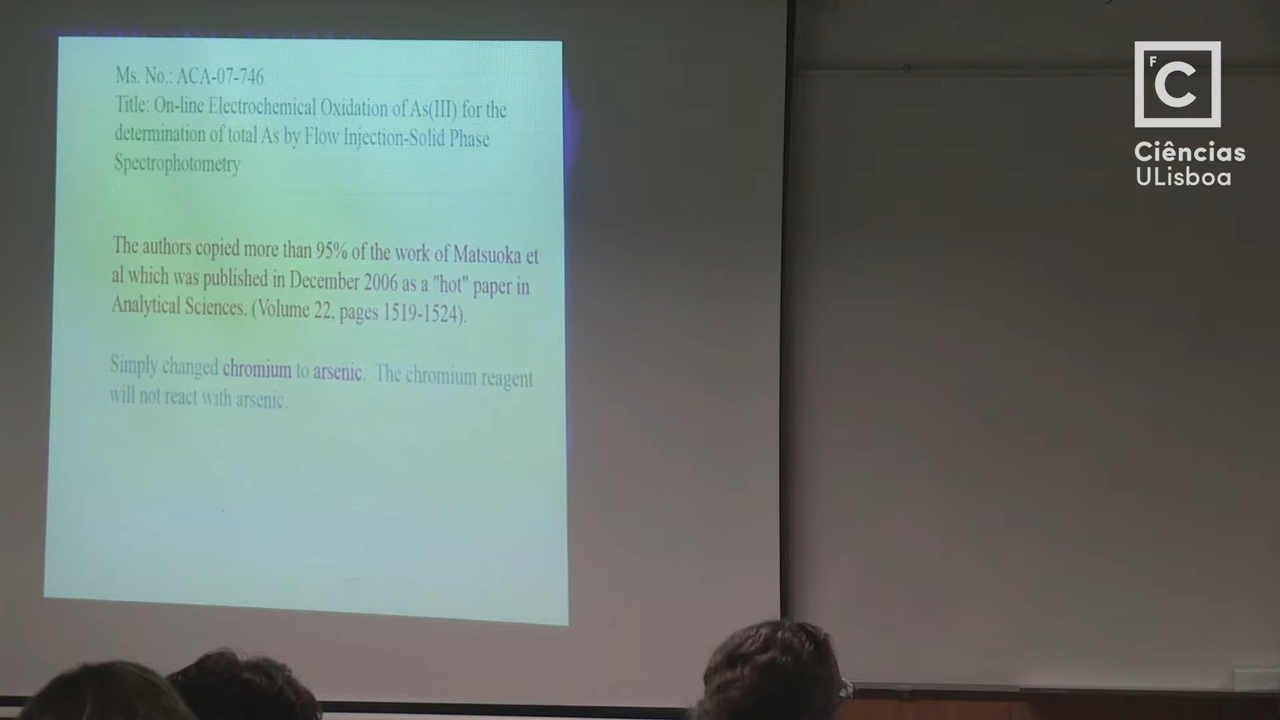 Ms. No.: ACA-07-746
Title: On-line Electrochemical Oxidation of As(III) for the
determination of total As by Flow Injection-Solid Phase
Spectrophotometry
The authors copied more than 95% of the work of Matsuoka et
al which was published in December 2006 as a "hot" paper in
Analytical Sciences. (Volume 22, pages 1519-1524).
Simply changed chromium to arsenic. The chromium reagent
will not react with arsenic.
F
C
Ciências
ULisboa